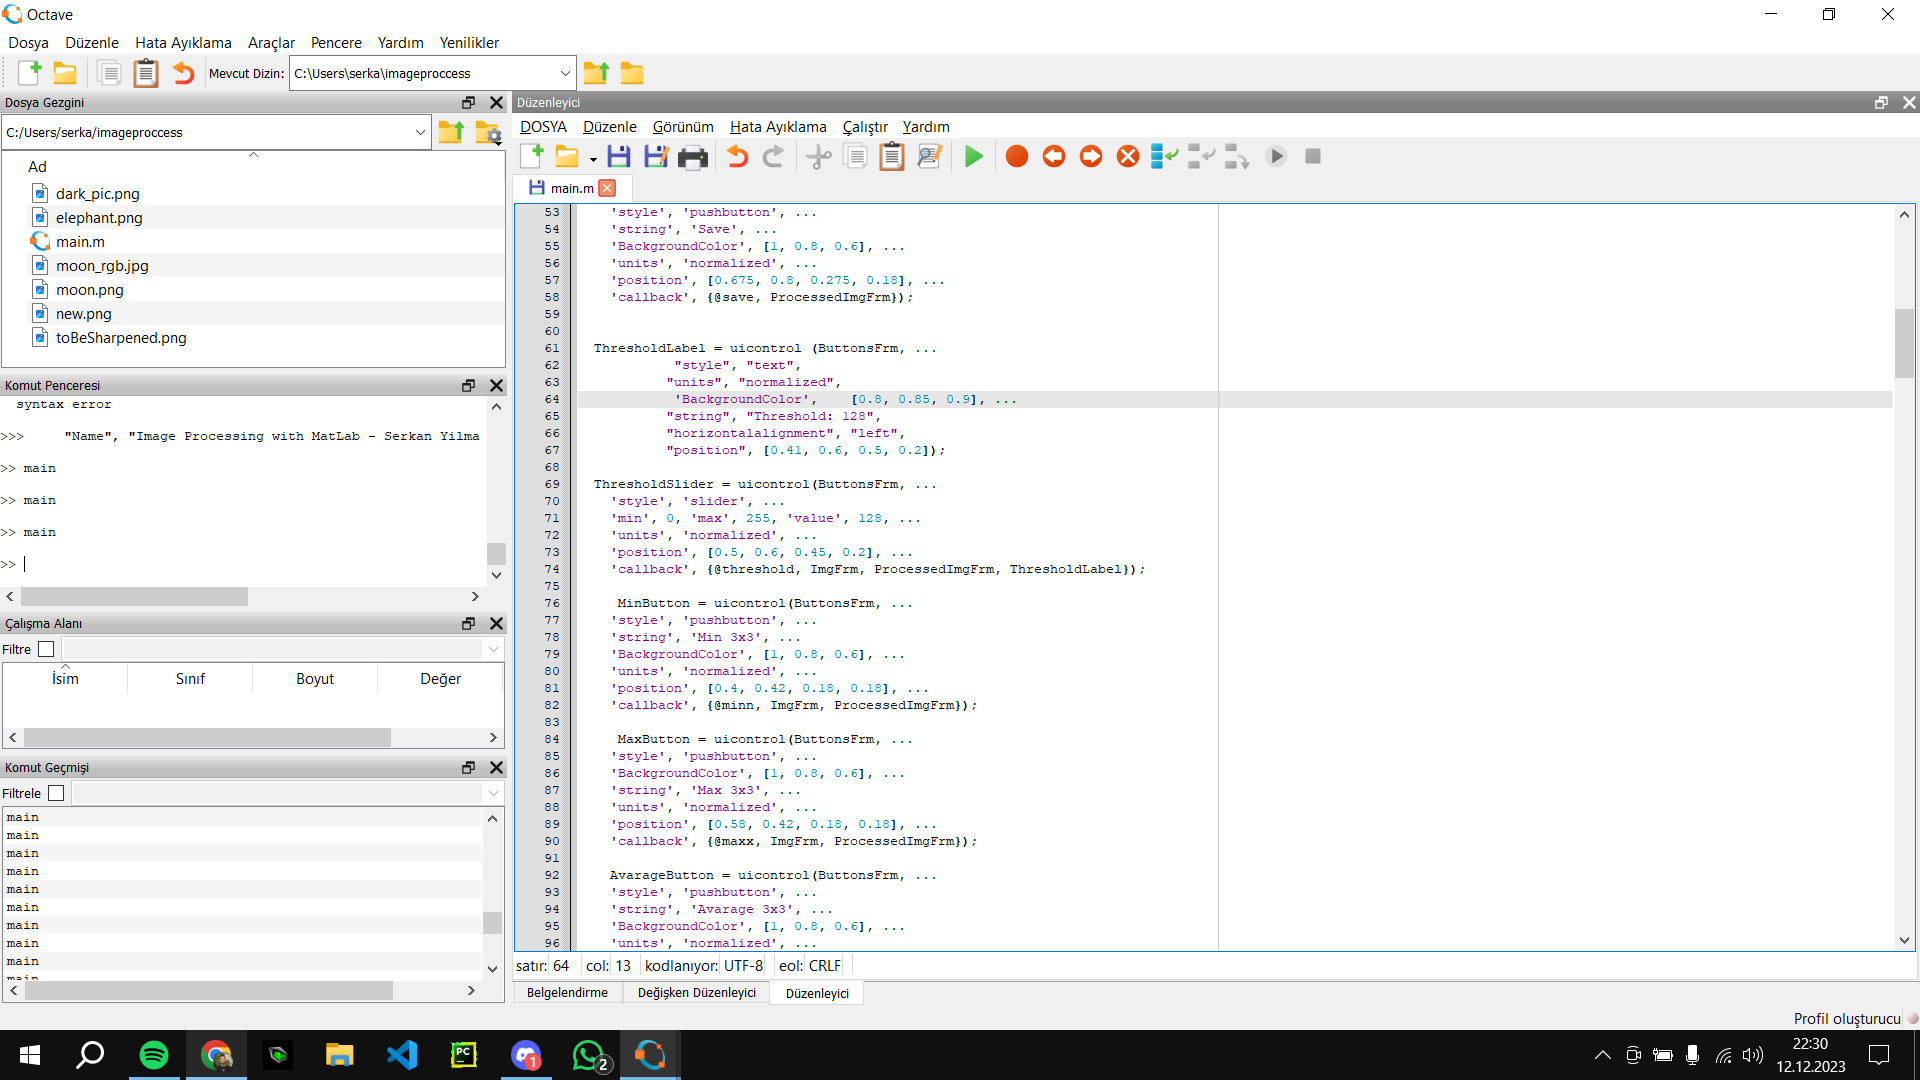 Octave
Dosya Düzenle Hata Ayıklama Araçlar Pencere Yardım Yenilikler
Mevcut Dizin: C:\Users\serka\imageproccess
Dosya Gezgini
C:/Users/serka/imageproccess
Ad
dark_pic.png
elephant.png
main.m
moon_rgb.jpg
moon.png
new.png
toBeSharpened.png
Komut Penceresi
syntax error
>>> "Name", "Image Processing with MatLab - Serkan Yilma
>> main
>> main
>> main
>>
Çalışma Alanı
Filtre
İsim Sınıf Boyut Değer
Komut Geçmişi
Filtrele
main
main
main
main
main
main
main
main
main
main
Düzenleyici
DOSYA Düzenle Görünüm Hata Ayıklama Çalıştır Yardım
main.m
53 'style', 'pushbutton', ...
54 'string', 'Save', ...
55 'BackgroundColor', [1, 0.8, 0.6], ...
56 'units', 'normalized', ...
57 'position', [0.675, 0.8, 0.275, 0.18], ...
58 'callback', {@save, ProcessedImgFrm});
59
60
61 ThresholdLabel = uicontrol (ButtonsFrm, ...
62 "style", "text",
63 "units", "normalized",
64 'BackgroundColor', [0.8, 0.85, 0.9], ...
65 "string", "Threshold: 128",
66 "horizontalalignment", "left",
67 "position", [0.41, 0.6, 0.5, 0.2]);
68
69 ThresholdSlider = uicontrol(ButtonsFrm, ...
70 'style', 'slider', ...
71 'min', 0, 'max', 255, 'value', 128, ...
72 'units', 'normalized', ...
73 'position', [0.5, 0.6, 0.45, 0.2], ...
74 'callback', {@threshold, ImgFrm, ProcessedImgFrm, ThresholdLabel});
75
76 MinButton = uicontrol(ButtonsFrm, ...
77 'style', 'pushbutton', ...
78 'string', 'Min 3x3', ...
79 'BackgroundColor', [1, 0.8, 0.6], ...
80 'units', 'normalized', ...
81 'position', [0.4, 0.42, 0.18, 0.18], ...
82 'callback', {@minn, ImgFrm, ProcessedImgFrm});
83
84 MaxButton = uicontrol(ButtonsFrm, ...
85 'style', 'pushbutton', ...
86 'BackgroundColor', [1, 0.8, 0.6], ...
87 'string', 'Max 3x3', ...
88 'units', 'normalized', ...
89 'position', [0.58, 0.42, 0.18, 0.18], ...
90 'callback', {@maxx, ImgFrm, ProcessedImgFrm});
91
92 AvarageButton = uicontrol(ButtonsFrm, ...
93 'style', 'pushbutton', ...
94 'string', 'Avarage 3x3', ...
95 'BackgroundColor', [1, 0.8, 0.6], ...
96 'units', 'normalized', ...
satır: 64 col: 13 kodlanıyor: UTF-8 eol: CRLF
Belgelendirme Değişken Düzenleyici Düzenleyici
Profil oluşturucu
PC
1
2
22:30
12.12.2023